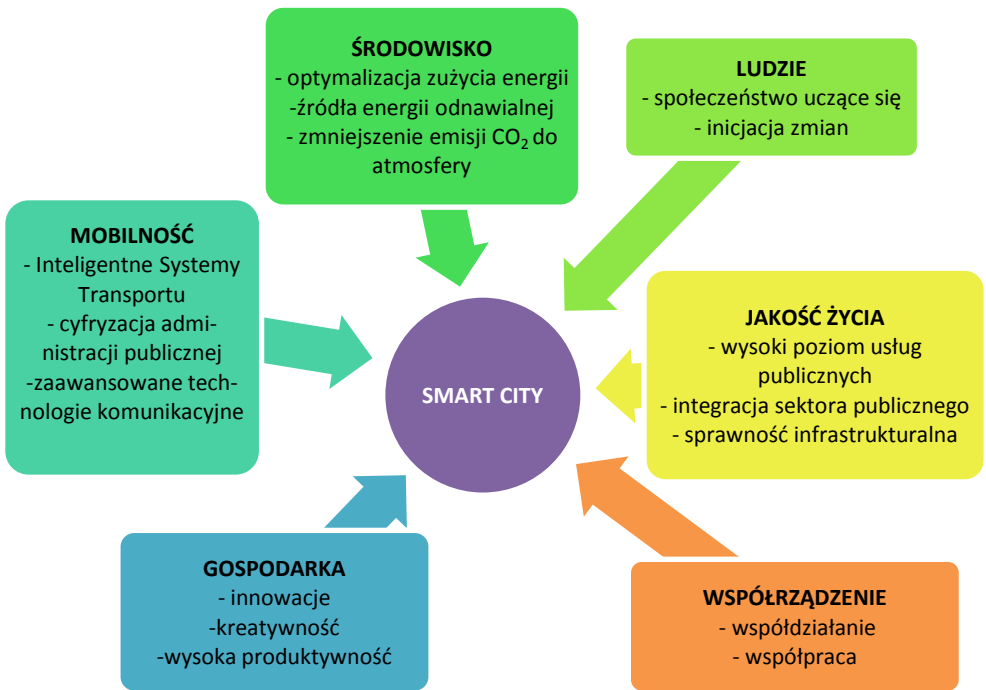 ŚRODOWISKO
- optymalizacja zużycia energii
-źródła energii odnawialnej
- zmniejszenie emisji CO₂ do
atmosfery
LUDZIE
- społeczeństwo uczące się
- inicjacja zmian
MOBILNOŚĆ
- Inteligentne Systemy
Transportu
- cyfryzacja admi-
nistracji publicznej
-zaawansowane tech-
nologie komunikacyjne
SMART CITY
JAKOŚĆ ŻYCIA
- wysoki poziom usług
publicznych
- integracja sektora publicznego
- sprawność infrastrukturalna
GOSPODARKA
- innowacje
-kreatywność
-wysoka produktywność
WSPÓŁRZĄDZENIE
- współdziałanie
- współpraca